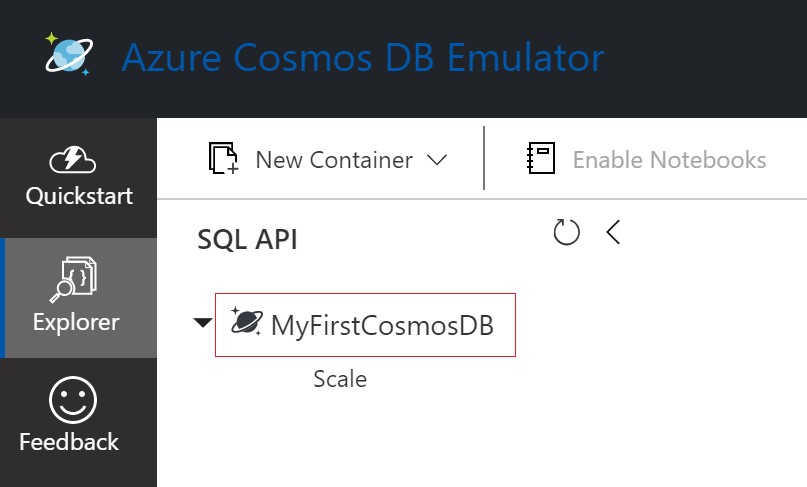 Azure Cosmos DB Emulator
New Container
Enable Notebooks
Quickstart
SQL API
Explorer
MyFirstCosmosDB
Scale
Feedback